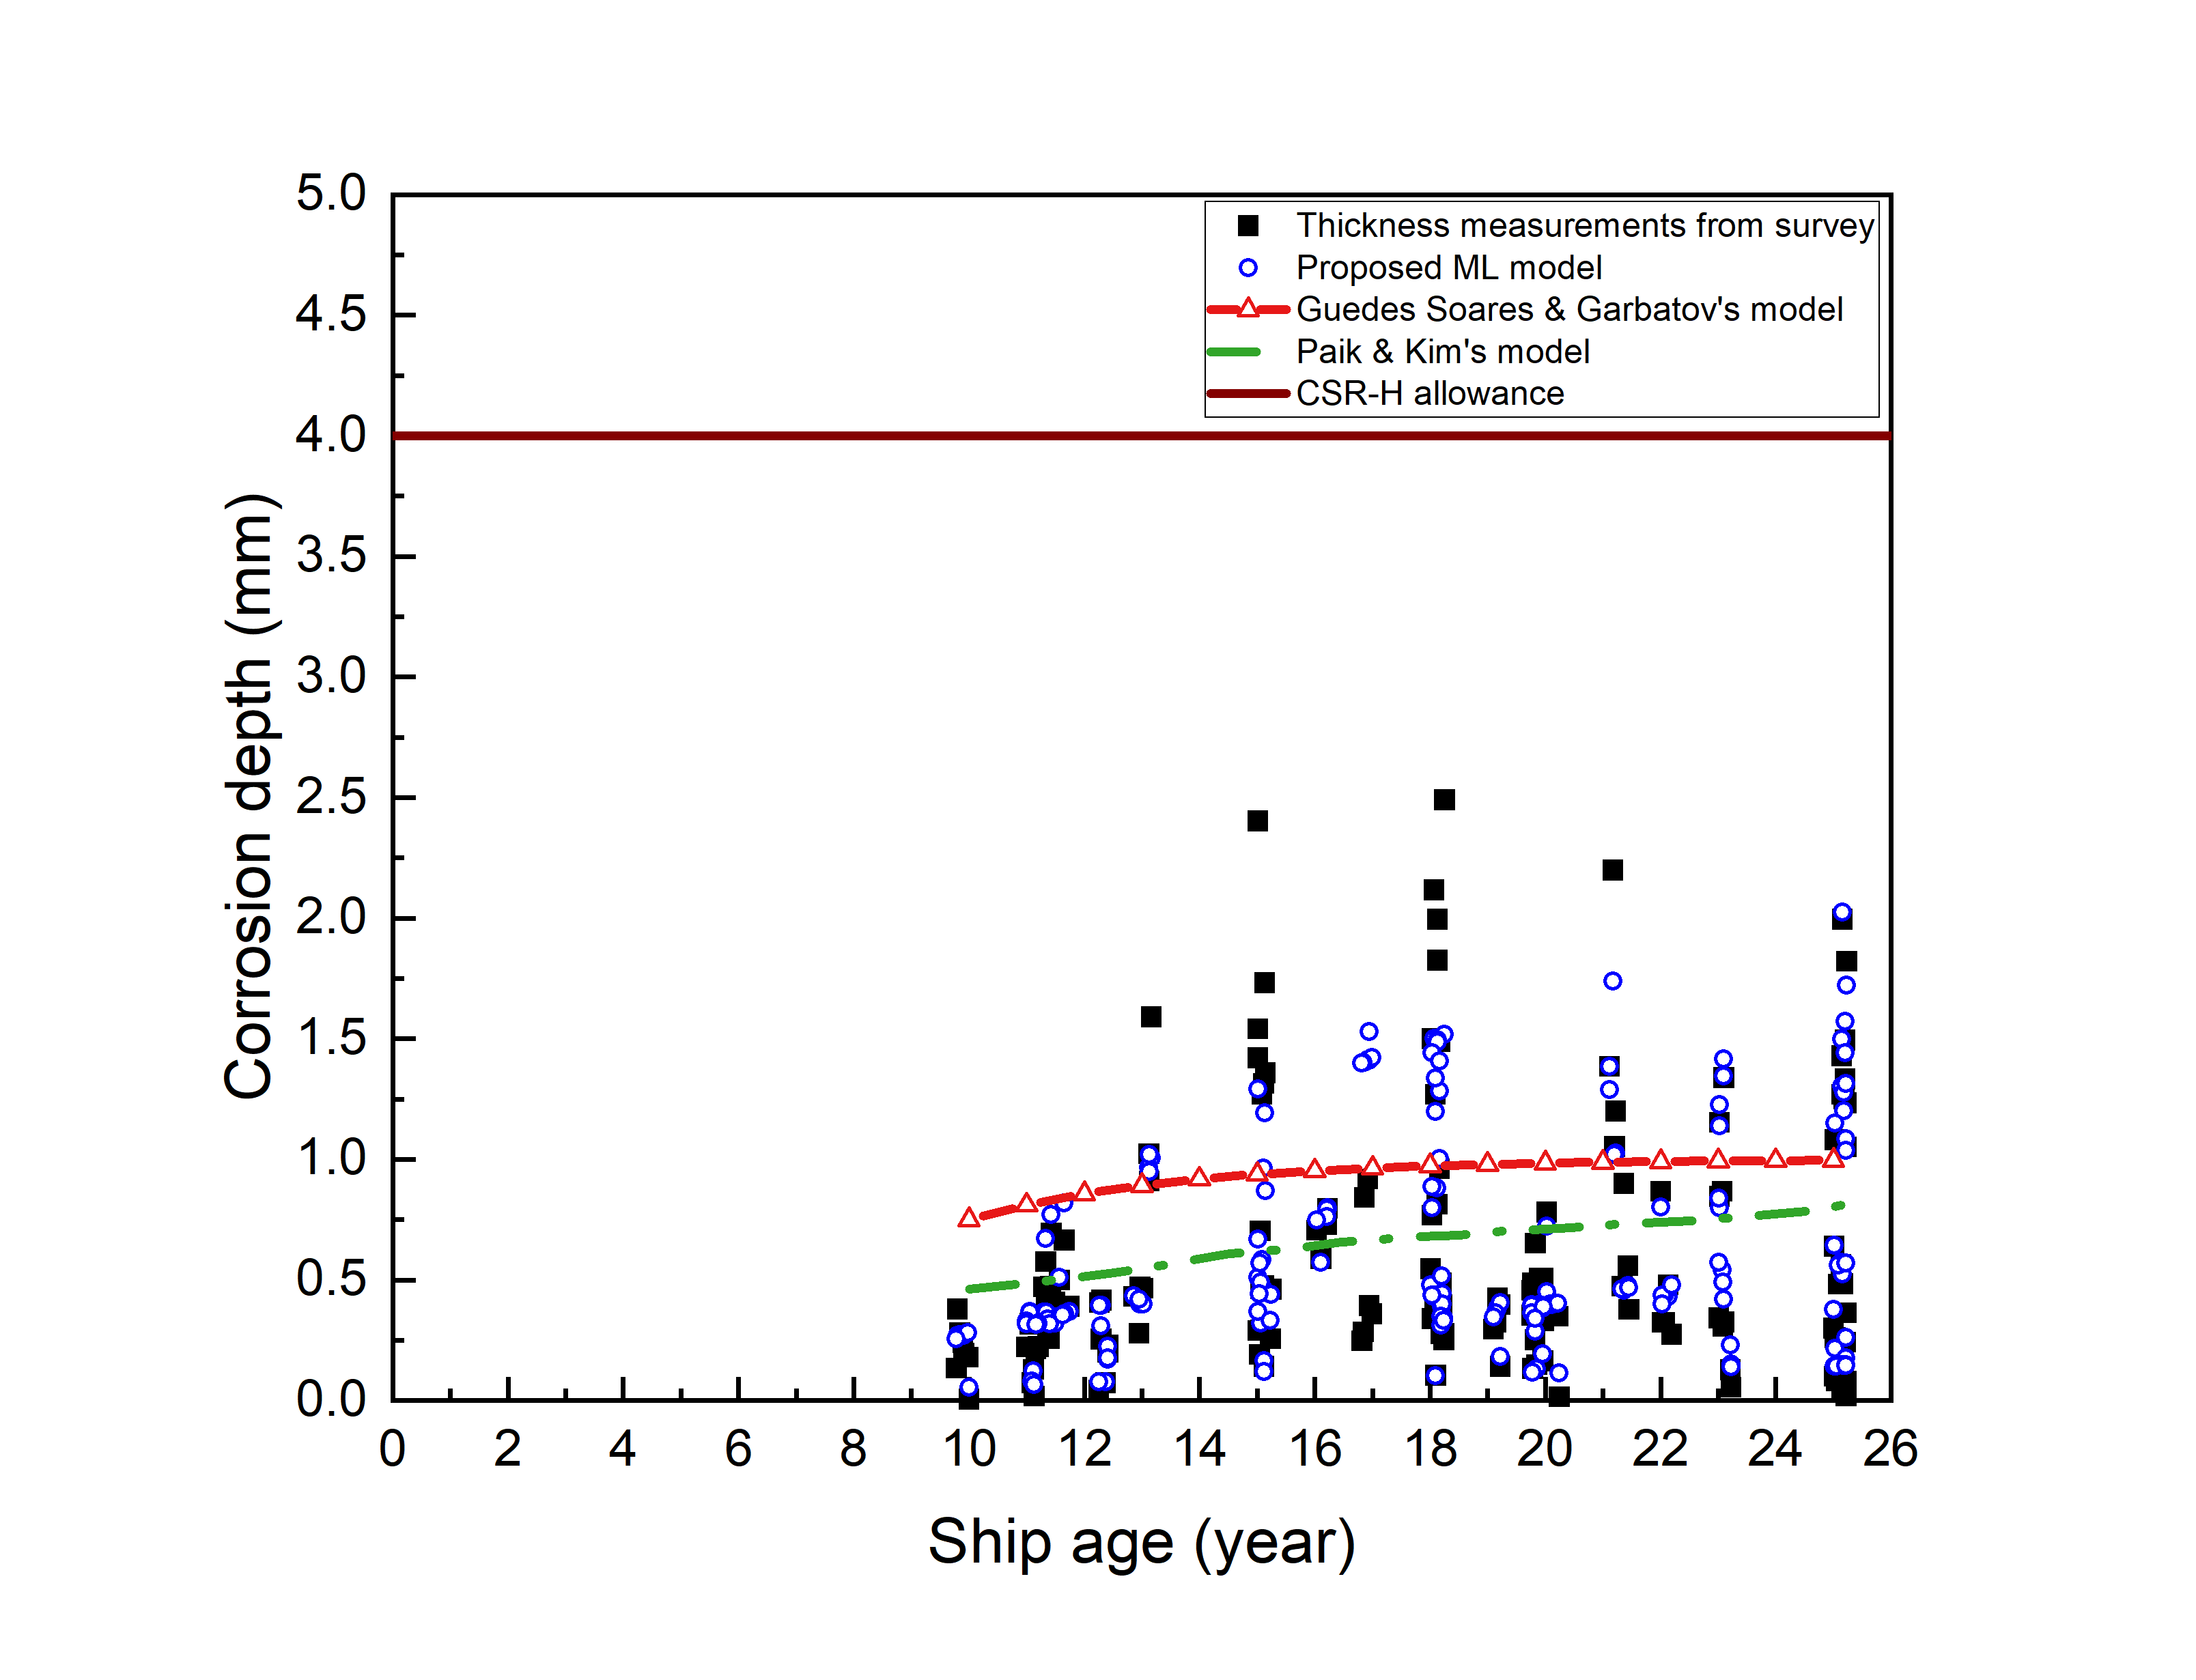 Thickness measurements from survey
Proposed ML model
Guedes Soares & Garbatov's model
Paik & Kim's model
CSR-H allowance
5.0
4.5
4.0
3.5
3.0
2.5
2.0
1.5
1.0
0.5
0.0
Corrosion depth (mm)
0 2 4 6 8 10 12 14 16 18 20 22 24 26
Ship age (year)